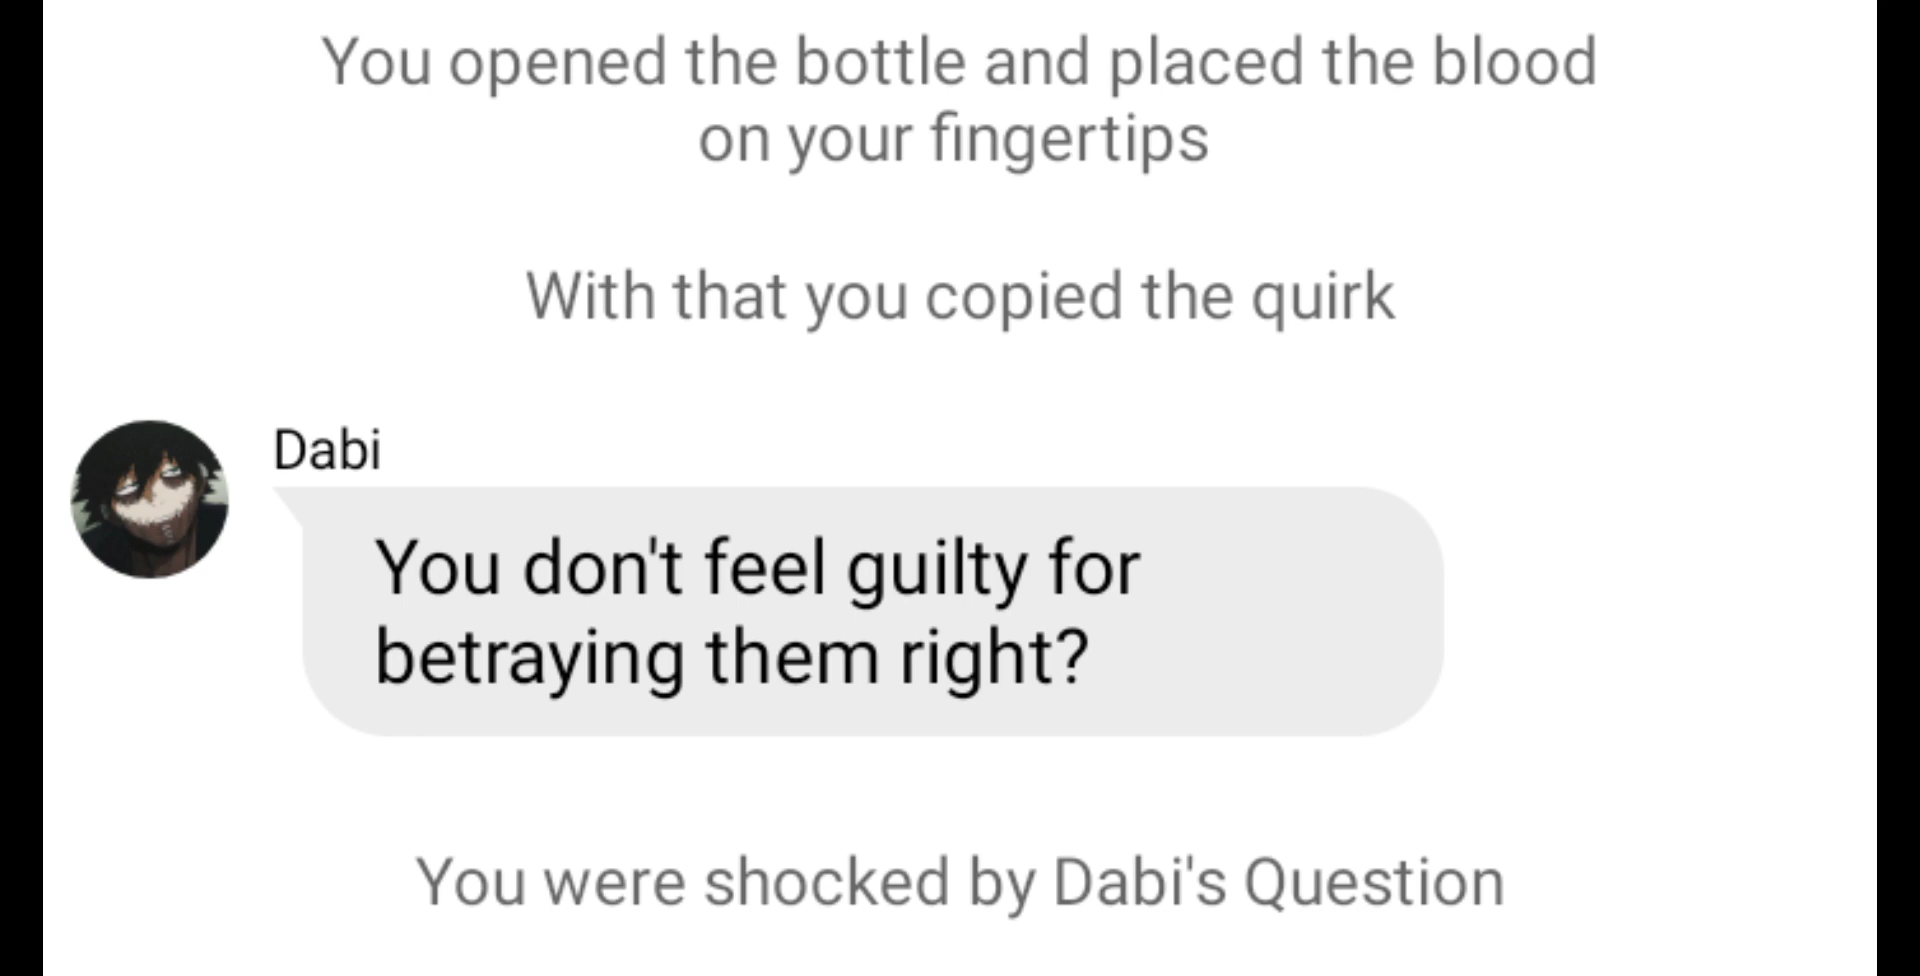 You opened the bottle and placed the blood
on your fingertips
With that you copied the quirk
Dabi
You don't feel guilty for
betraying them right?
You were shocked by Dabi's Question